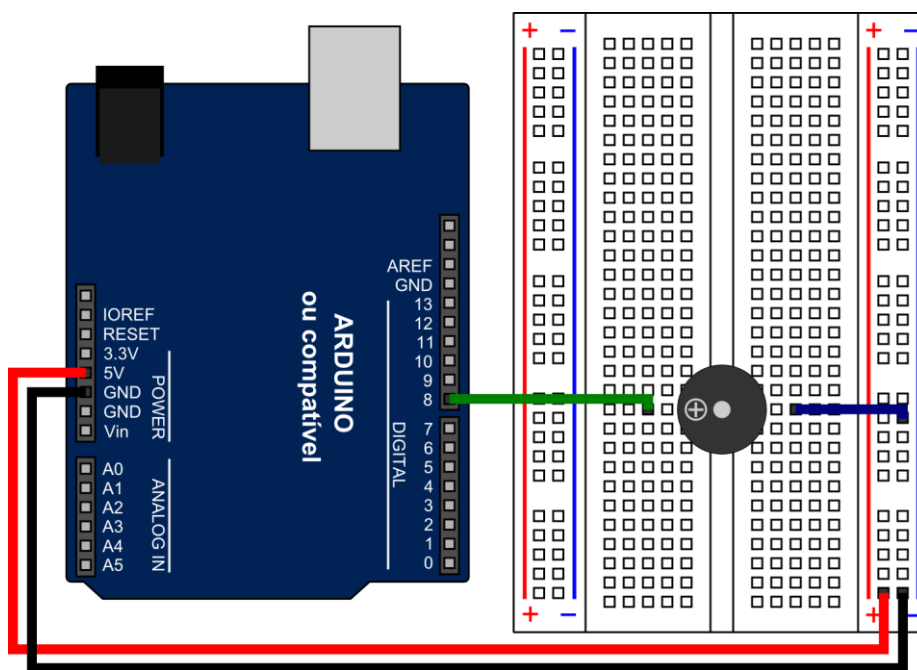 + − + −
AREF
GND
13
12
11
10
9
8
7
6
5
4
3
2
1
0
DIGITAL
ARDUINO
ou compatível
IOREF
RESET
3.3V
5V
GND
GND
Vin
POWER
A0
A1
A2
A3
A4
A5
ANALOG IN
+
+ − + −